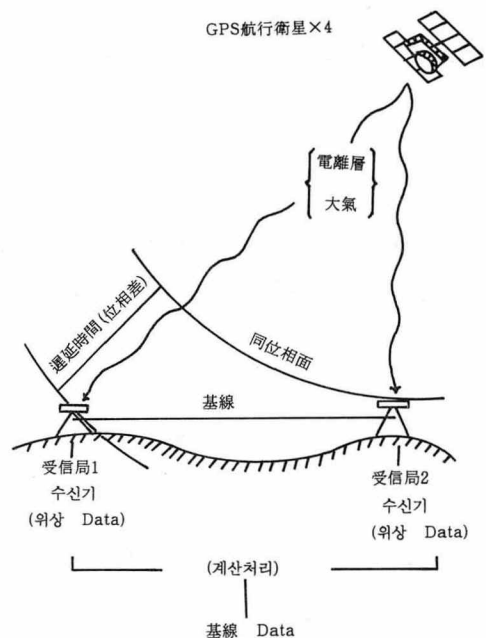 GPS航行衛星×4
電離層
大氣
遲延時間(位相差)
同位相面
基線
受信局1
수신기
(위상 Data)
受信局2
수신기
(위상 Data)
(계산처리)
基線 Data